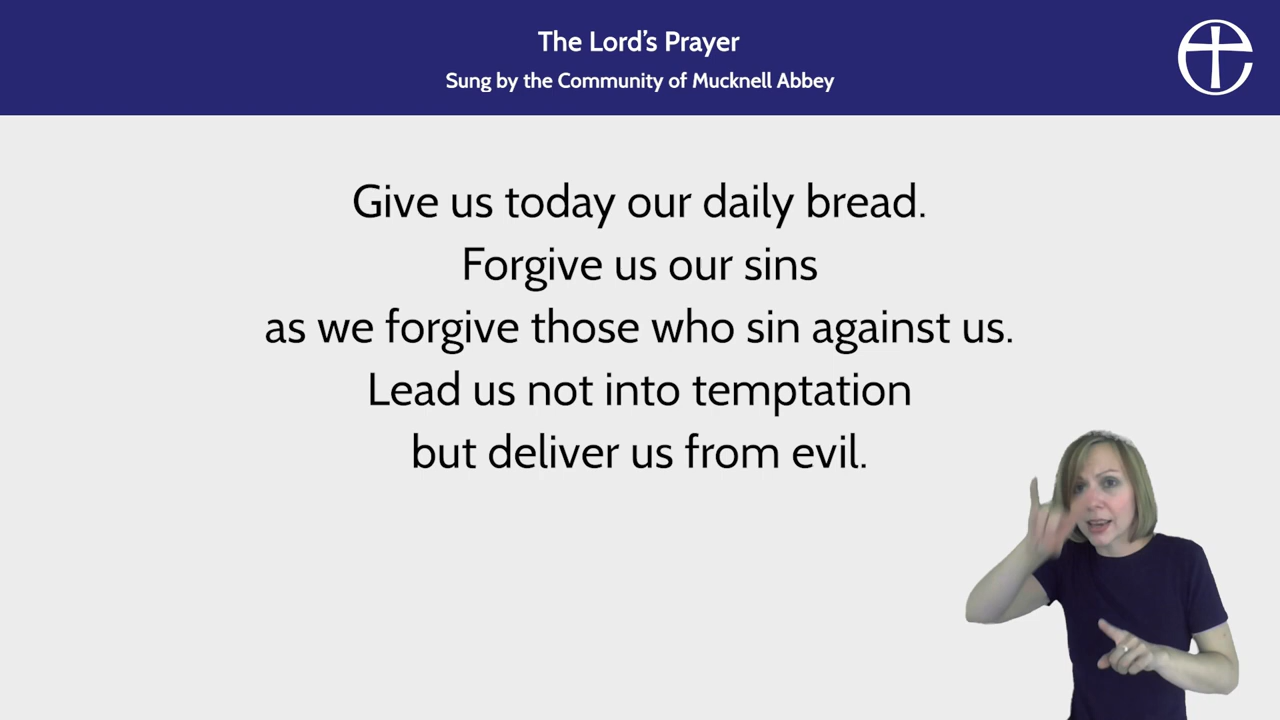 The Lord's Prayer
Sung by the Community of Mucknell Abbey
Give us today our daily bread.
Forgive us our sins
as we forgive those who sin against us.
Lead us not into temptation
but deliver us from evil.